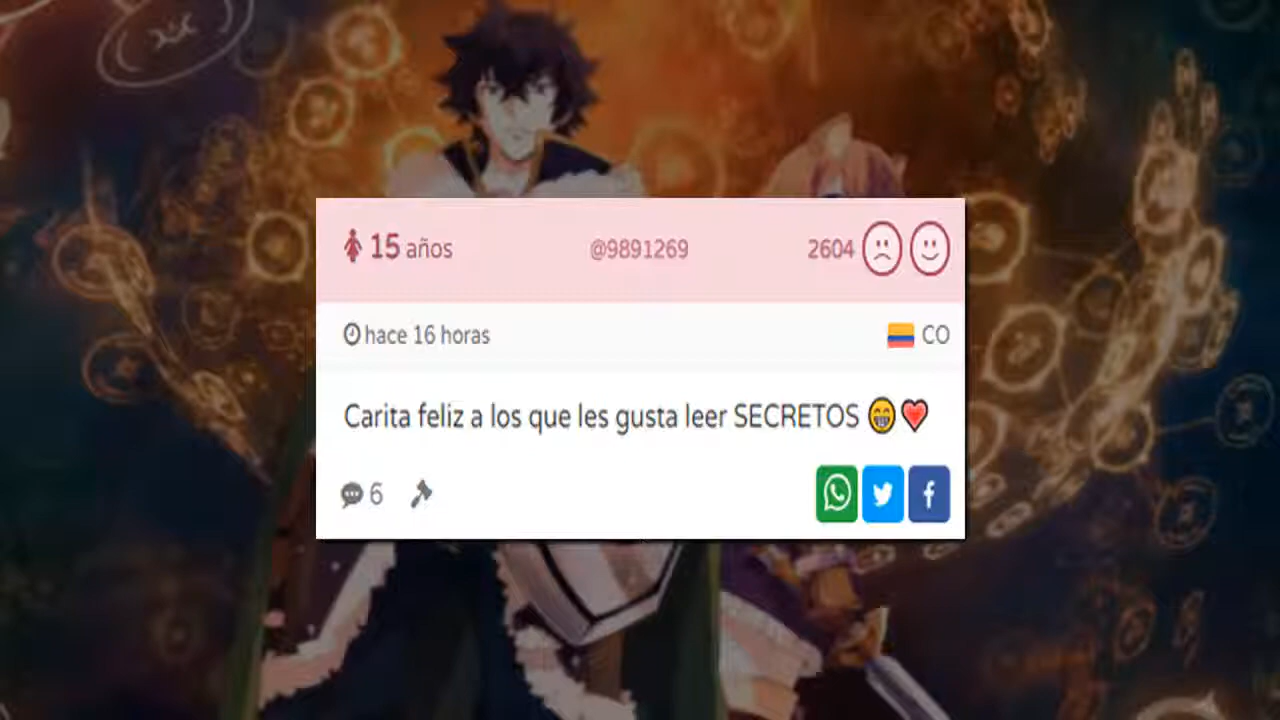 15 años @9891269 2604
hace 16 horas CO
Carita feliz a los que les gusta leer SECRETOS 😁❤️
6